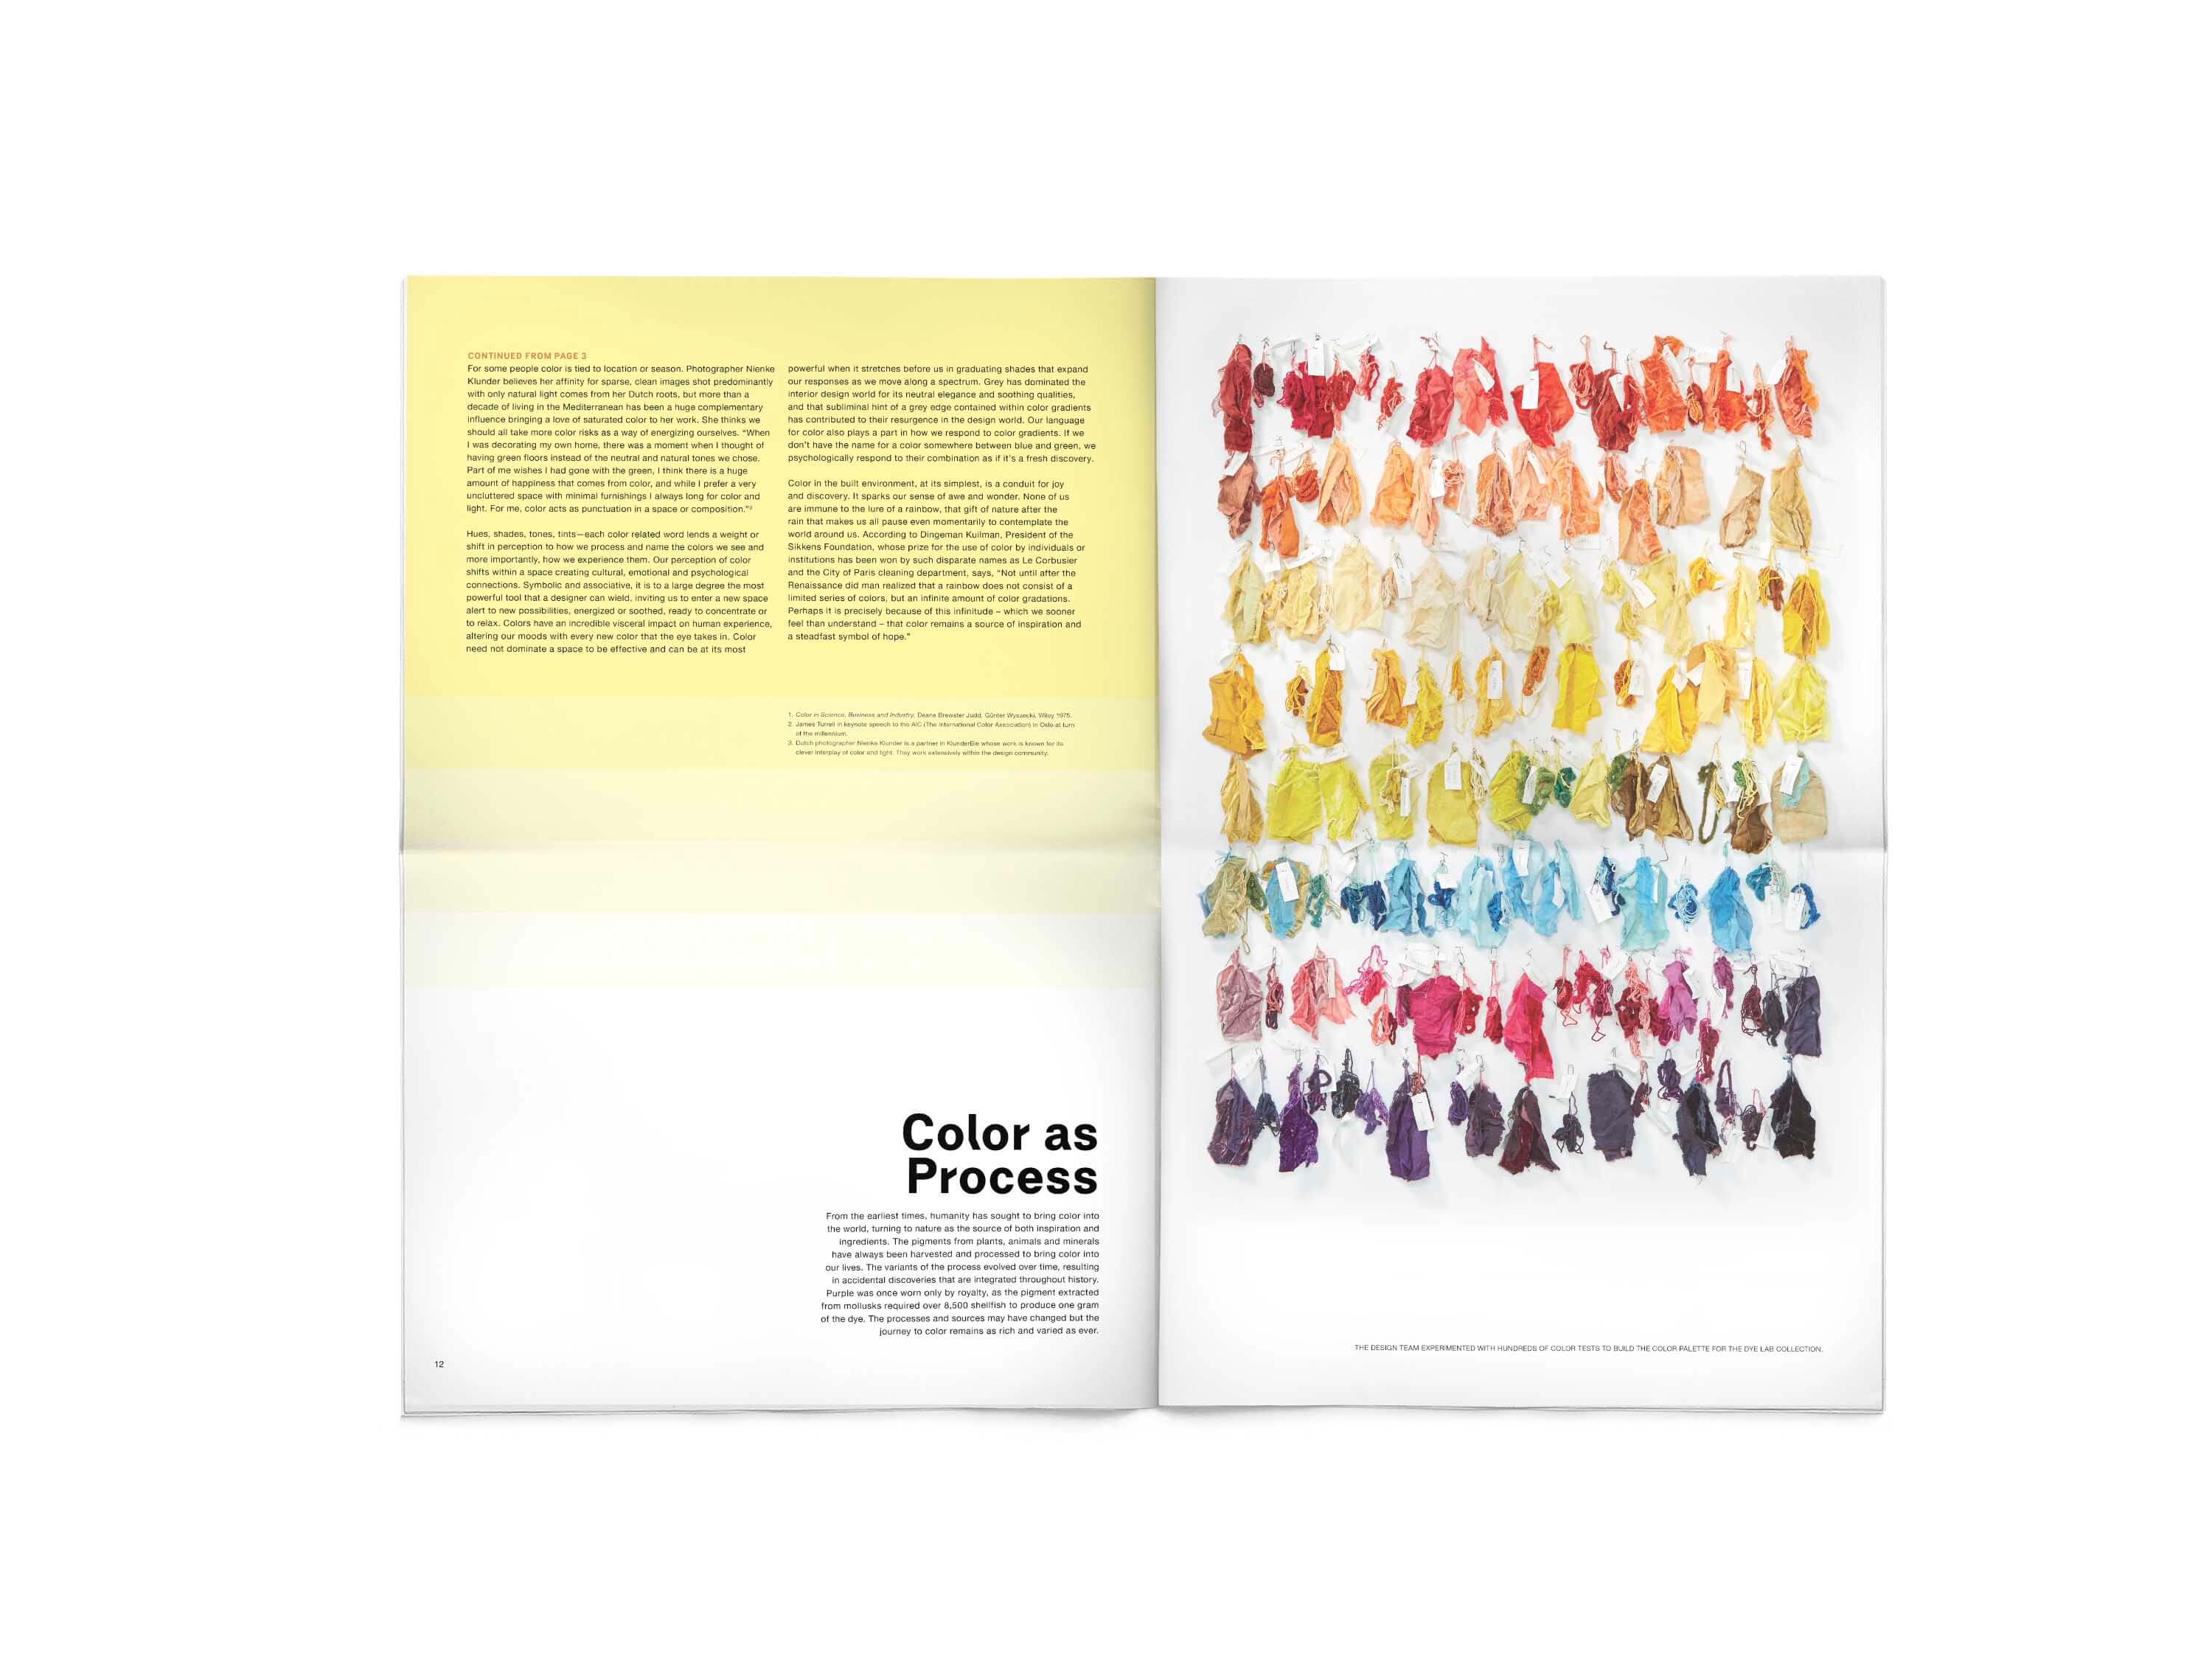 CONTINUED FROM PAGE 3
For some people color is tied to location or season. Photographer Nienke
Klunder believes her affinity for sparse, clean images shot predominantly
with only natural light comes from her Dutch roots, but more than a
decade of living in the Mediterranean has been a huge complementary
influence bringing a love of saturated color to her work. She thinks we
should all take more color risks as a way of energizing ourselves. “When
I was decorating my own home, there was a moment when I thought of
having green floors instead of the neutral and natural tones we chose.
Part of me wishes I had gone with the green, I think there is a huge
amount of happiness that comes from color, and while I prefer a very
uncluttered space with minimal furnishings I always long for color and
light. For me, color acts as punctuation in a space or composition.”³
Hues, shades, tones, tints—each color related word lends a weight or
shift in perception to how we process and name the colors we see and
more importantly, how we experience them. Our perception of color
shifts within a space creating cultural, emotional and psychological
connections. Symbolic and associative, it is to a large degree the most
powerful tool that a designer can wield, inviting us to enter a new space
alert to new possibilities, energized or soothed, ready to concentrate or
to relax. Colors have an incredible visceral impact on human experience,
altering our moods with every new color that the eye takes in. Color
need not dominate a space to be effective and can be at its most
powerful when it stretches before us in graduating shades that expand
our responses as we move along a spectrum. Grey has dominated the
interior design world for its neutral elegance and soothing qualities,
and that subliminal hint of a grey edge contained within color gradients
has contributed to their resurgence in the design world. Our language
for color also plays a part in how we respond to color gradients. If we
don’t have the name for a color somewhere between blue and green, we
psychologically respond to their combination as if it’s a fresh discovery.
Color in the built environment, at its simplest, is a conduit for joy
and discovery. It sparks our sense of awe and wonder. None of us
are immune to the lure of a rainbow, that gift of nature after the
rain that makes us all pause even momentarily to contemplate the
world around us. According to Dingeman Kuilman, President of the
Sikkens Foundation, whose prize for the use of color by individuals or
institutions has been won by such disparate names as Le Corbusier
and the City of Paris cleaning department, says, “Not until after the
Renaissance did man realized that a rainbow does not consist of a
limited series of colors, but an infinite amount of color gradations.
Perhaps it is precisely because of this infinitude – which we sooner
feel than understand – that color remains a source of inspiration and
a steadfast symbol of hope.”
1. Color in Science, Business and Industry, Deane Brewster Judd, Günter Wyszecki, Wiley 1975.
2. James Turrell in keynote speech to the AIC (The International Color Association) in Oslo at turn
of the millennium.
3. Dutch photographer Nienke Klunder is a partner in KlunderBie whose work is known for its
clever interplay of color and light. They work extensively within the design community.
Color as
Process
From the earliest times, humanity has sought to bring color into
the world, turning to nature as the source of both inspiration and
ingredients. The pigments from plants, animals and minerals
have always been harvested and processed to bring color into
our lives. The variants of the process evolved over time, resulting
in accidental discoveries that are integrated throughout history.
Purple was once worn only by royalty, as the pigment extracted
from mollusks required over 8,500 shellfish to produce one gram
of the dye. The processes and sources may have changed but the
journey to color remains as rich and varied as ever.
12
THE DESIGN TEAM EXPERIMENTED WITH HUNDREDS OF COLOR TESTS TO BUILD THE COLOR PALETTE FOR THE DYE LAB COLLECTION.